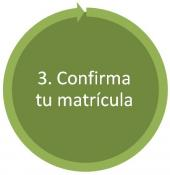 3. Confirma
tu matrícula